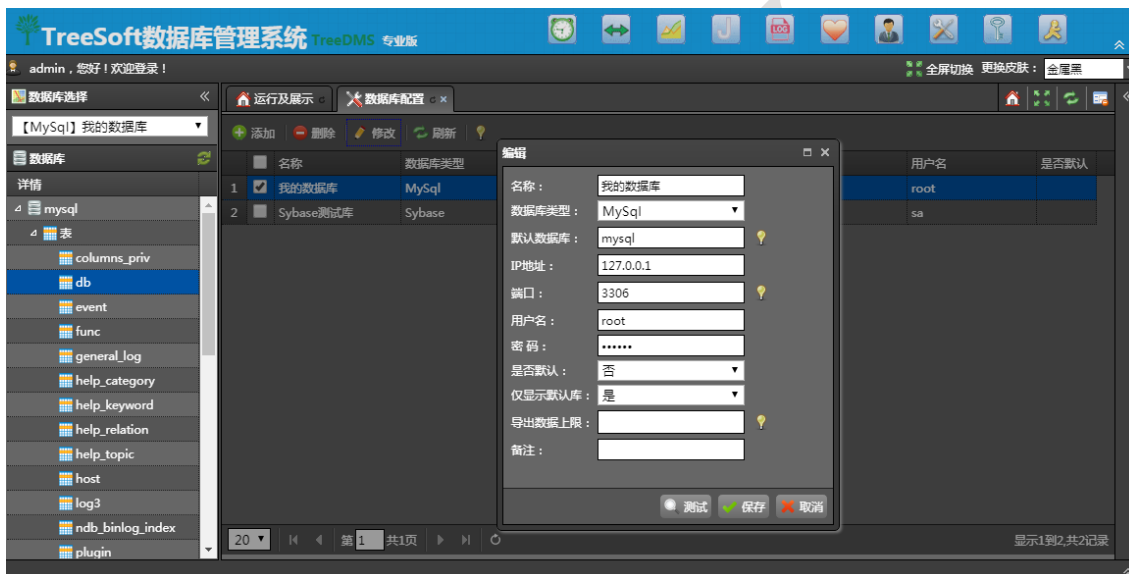 TreeSoft数据库管理系统 TreeDMS 专业版
LOG
admin，您好！欢迎登录！
全屏切换 更换皮肤： 金属黑
数据库选择
运行及展示
数据库配置
【MySql】我的数据库
添加 删除 修改 刷新
数据库
名称 数据库类型 用户名 是否默认
详情
1 我的数据库 MySql root
2 Sybase测试库 Sybase sa
mysql
表
columns_priv
db
event
func
general_log
help_category
help_keyword
help_relation
help_topic
host
log3
ndb_binlog_index
plugin
编辑
名称： 我的数据库
数据库类型： MySql
默认数据库： mysql
IP地址： 127.0.0.1
端口： 3306
用户名： root
密 码： ••••••
是否默认： 否
仅显示默认库： 是
导出数据上限：
备注：
测试 保存 取消
20 第 1 共1页
显示1到2,共2记录